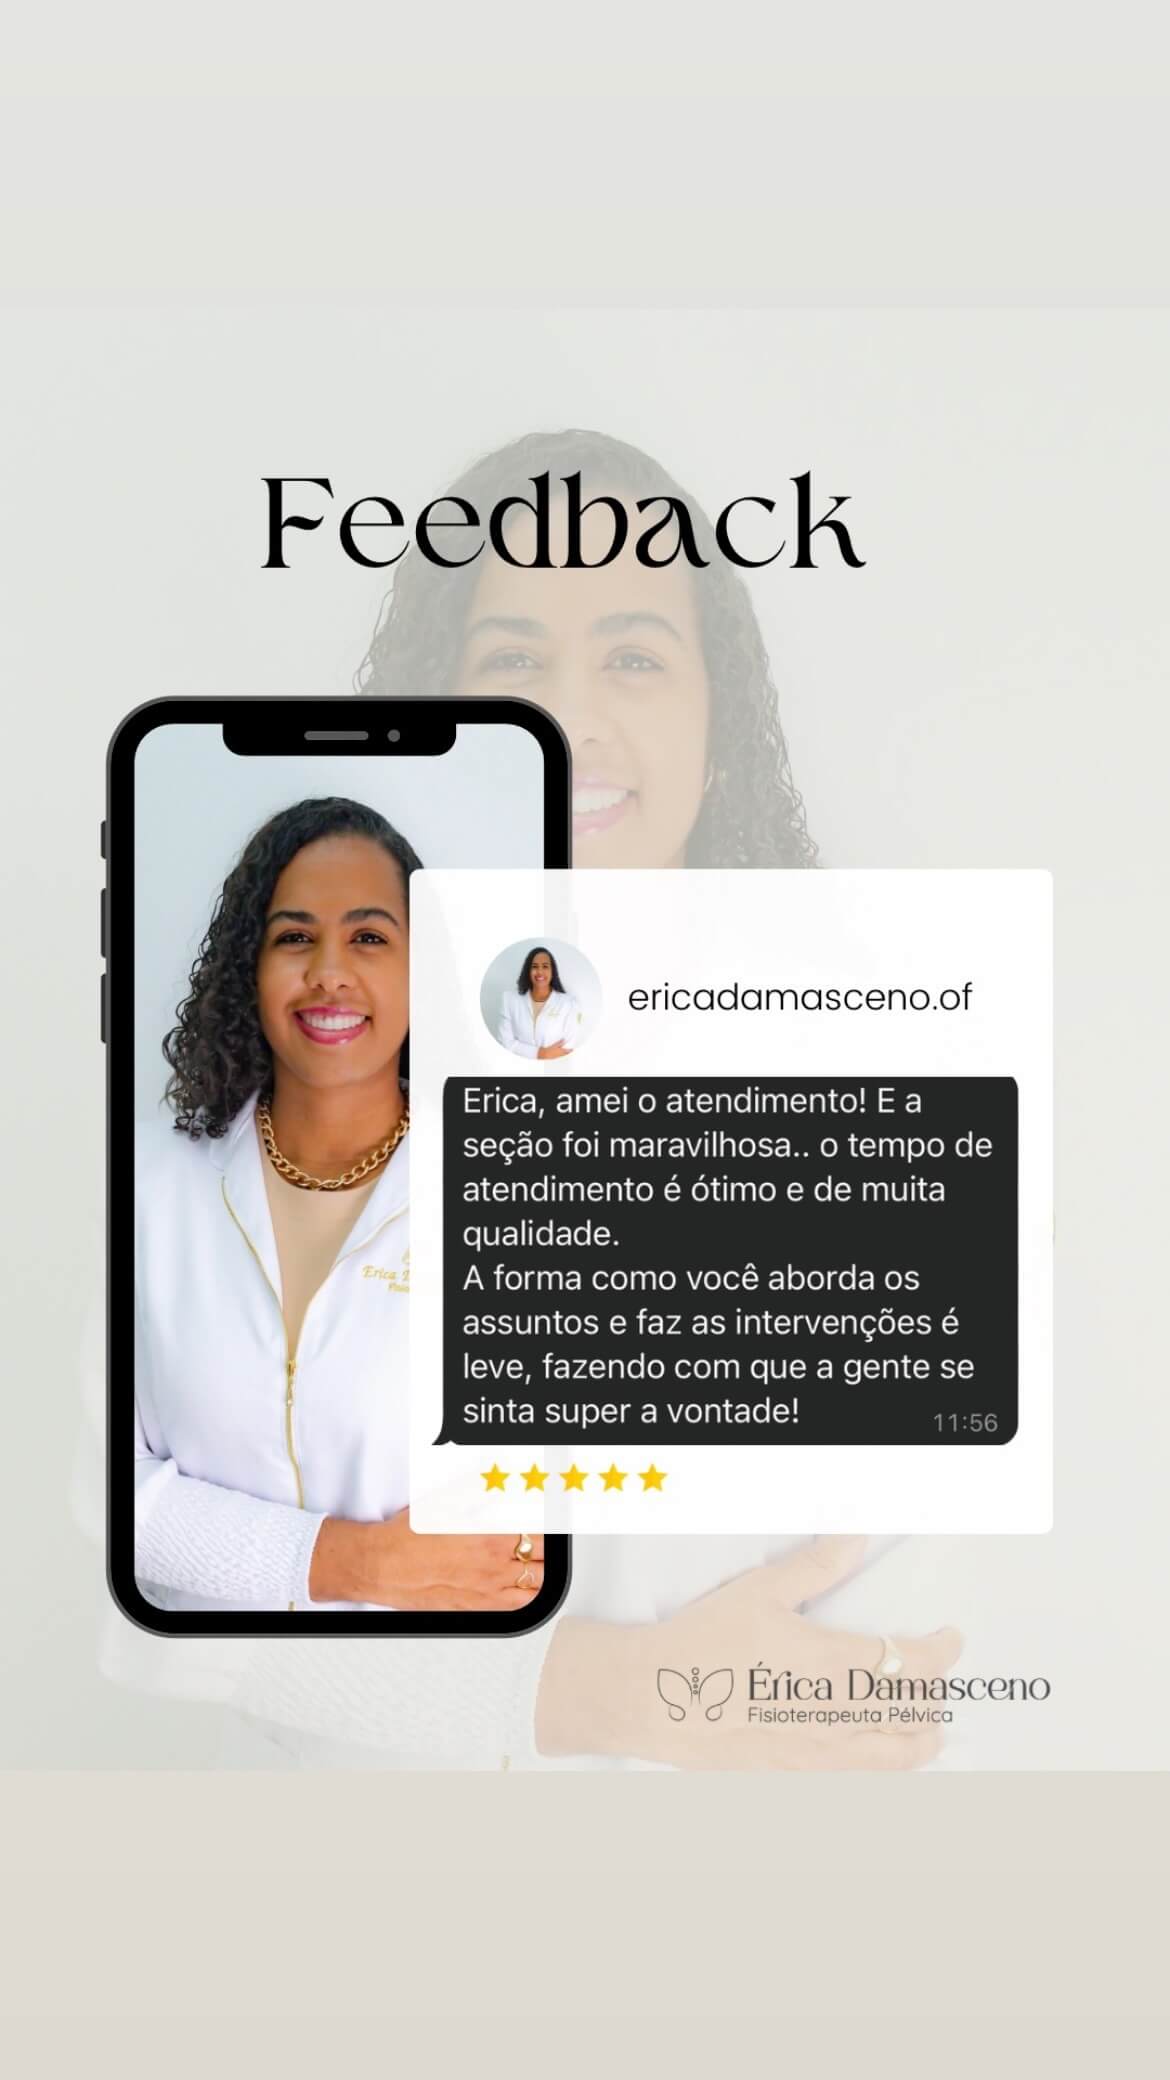 Feedback
ericadamasceno.of
Erica, amei o atendimento! E a
seção foi maravilhosa.. o tempo de
atendimento é ótimo e de muita
qualidade.
A forma como você aborda os
assuntos e faz as intervenções é
leve, fazendo com que a gente se
sinta super a vontade!
11:56
Erica
Érica Damasceno
Fisioterapeuta Pélvica